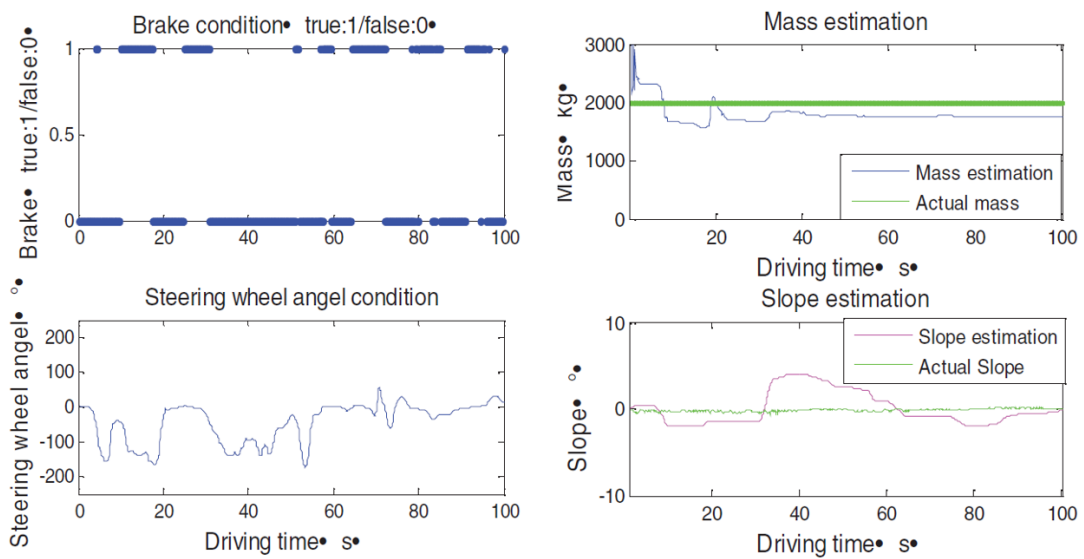 Brake condition• true:1/false:0•
Brake• true:1/false:0•
1
0.5
0
0 20 40 60 80 100
Mass estimation
Mass• kg•
3000
2000
1000
0
Mass estimation
Actual mass
20 40 60 80 100
Driving time• s•
Steering wheel angel condition
Steering wheel angel• °•
200
100
0
-100
-200
0 20 40 60 80 100
Driving time• s•
Slope estimation
Slope• °•
10
0
-10
Slope estimation
Actual Slope
20 40 60 80 100
Driving time• s•